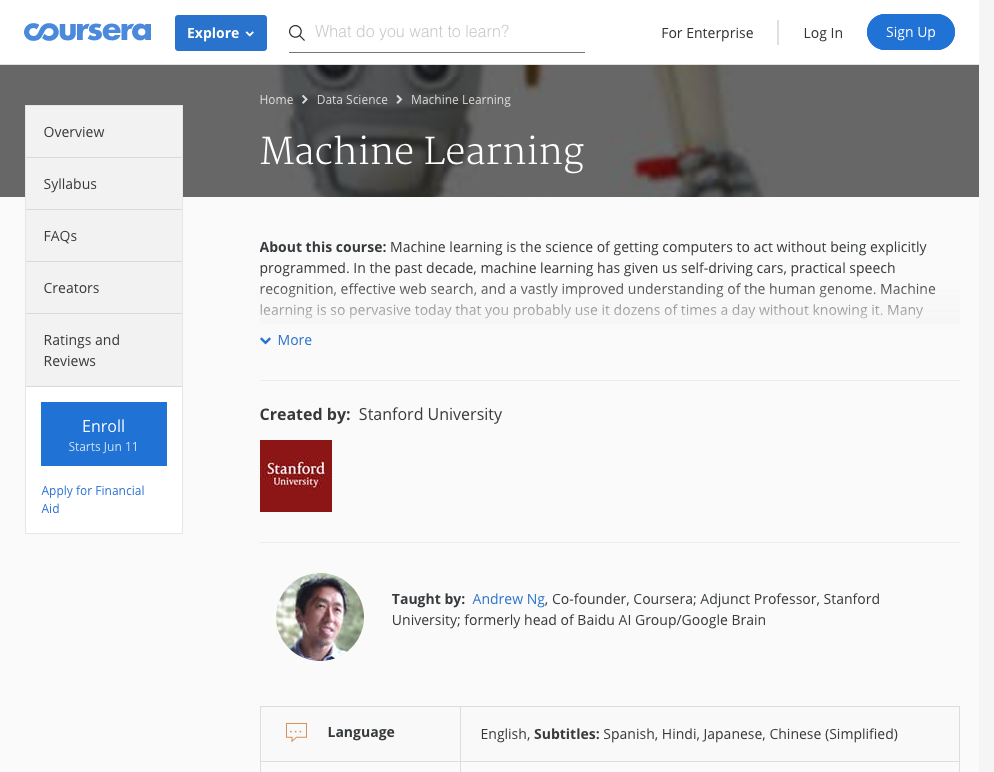 coursera
Explore
What do you want to learn?
For Enterprise
Log In
Sign Up
Home
Data Science
Machine Learning
Machine Learning
Overview
Syllabus
FAQs
Creators
Ratings and
Reviews
Enroll
Starts Jun 11
Apply for Financial
Aid
About this course: Machine learning is the science of getting computers to act without being explicitly
programmed. In the past decade, machine learning has given us self-driving cars, practical speech
recognition, effective web search, and a vastly improved understanding of the human genome. Machine
learning is so pervasive today that you probably use it dozens of times a day without knowing it. Many
More
Created by: Stanford University
Stanford
University
Taught by: Andrew Ng, Co-founder, Coursera; Adjunct Professor, Stanford
University; formerly head of Baidu AI Group/Google Brain
Language
English, Subtitles: Spanish, Hindi, Japanese, Chinese (Simplified)